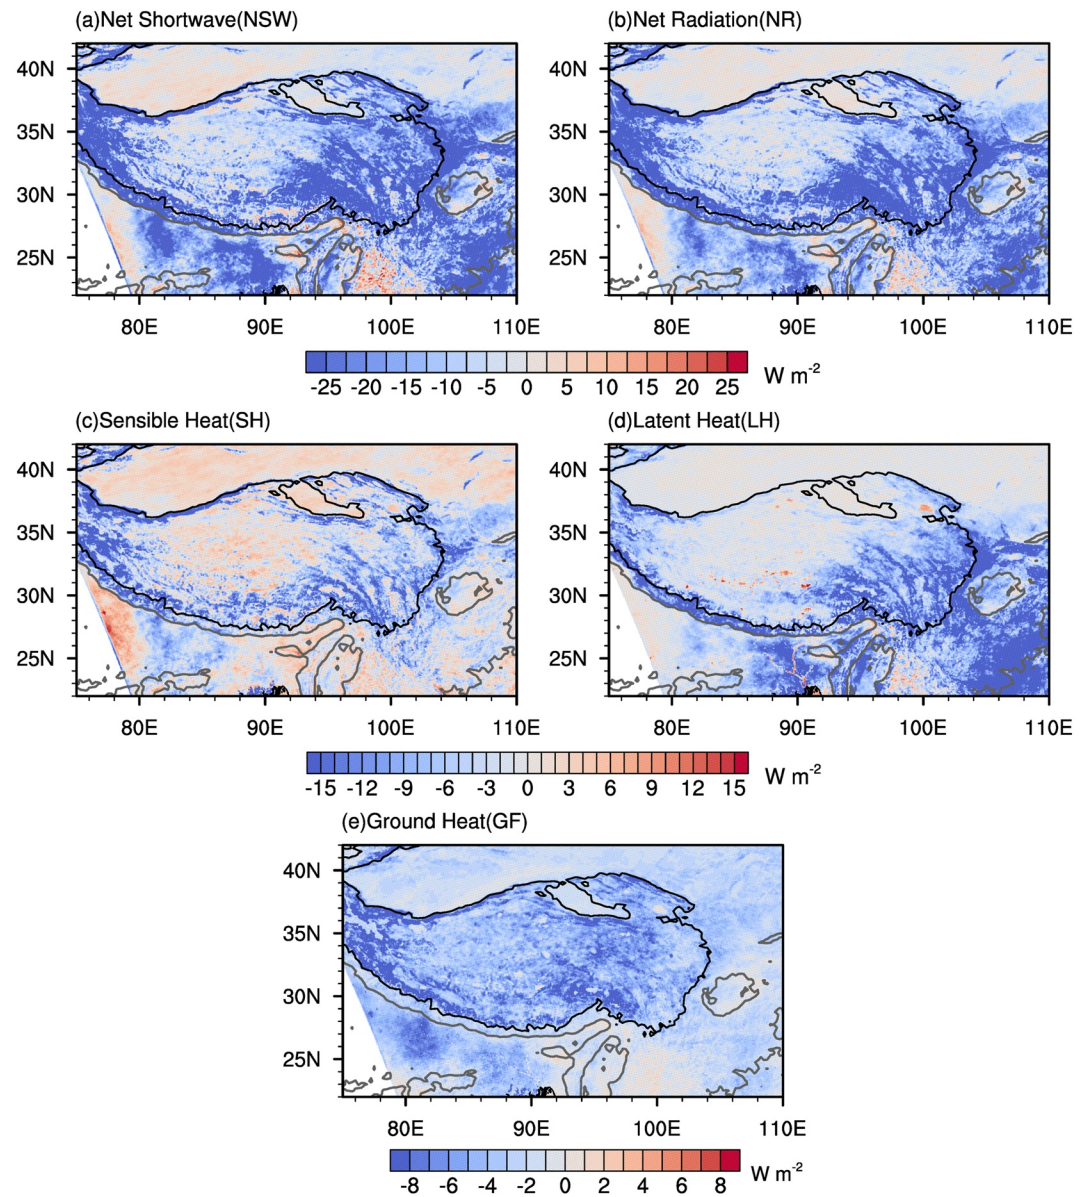 (a)Net Shortwave(NSW)
(b)Net Radiation(NR)
40N
35N
30N
25N
80E 90E 100E 110E
40N
35N
30N
25N
80E 90E 100E 110E
-25 -20 -15 -10 -5 0 5 10 15 20 25 W m-2
(c)Sensible Heat(SH)
(d)Latent Heat(LH)
40N
35N
30N
25N
80E 90E 100E 110E
40N
35N
30N
25N
80E 90E 100E 110E
-15 -12 -9 -6 -3 0 3 6 9 12 15 W m-2
(e)Ground Heat(GF)
40N
35N
30N
25N
80E 90E 100E 110E
-8 -6 -4 -2 0 2 4 6 8 W m-2